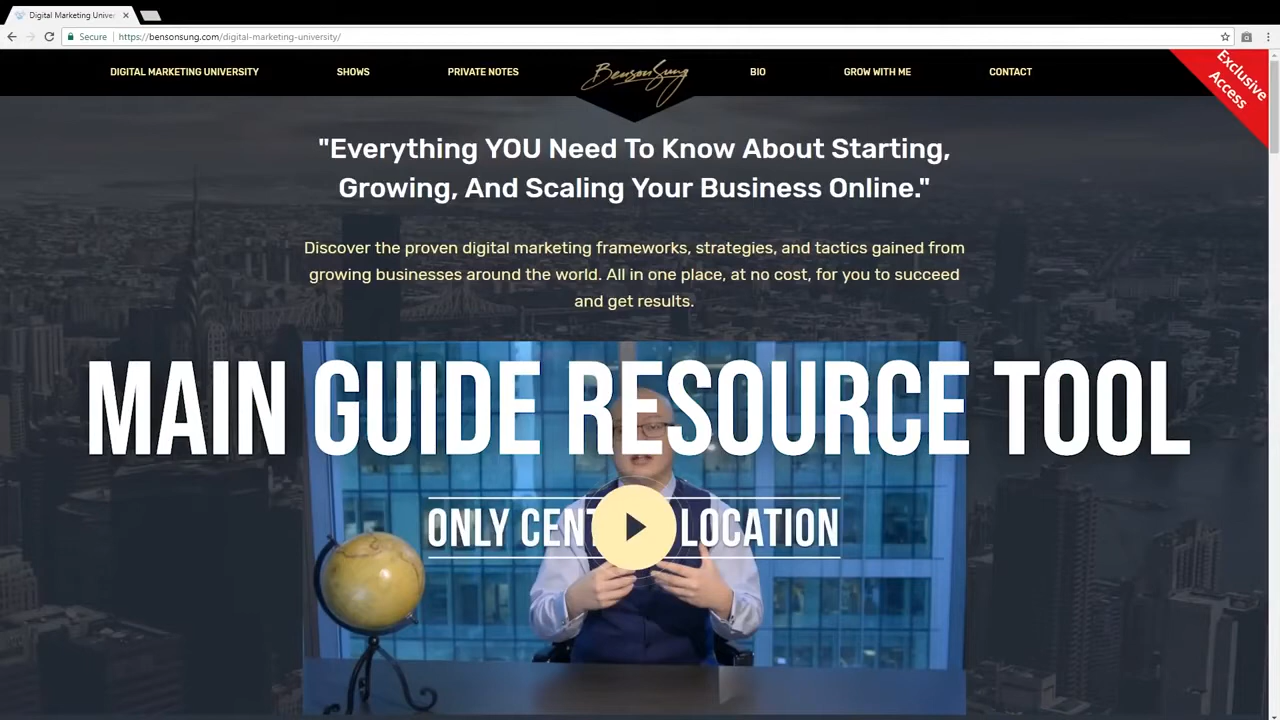 Digital Marketing Univer
Secure
https://bensonsung.com/digital-marketing-university/
DIGITAL MARKETING UNIVERSITY
SHOWS
PRIVATE NOTES
BensonSung
BIO
GROW WITH ME
CONTACT
Exclusive
Access
"Everything YOU Need To Know About Starting,
Growing, And Scaling Your Business Online."
Discover the proven digital marketing frameworks, strategies, and tactics gained from
growing businesses around the world. All in one place, at no cost, for you to succeed
and get results.
MAIN GUIDE RESOURCE TOOL
ONLY CENT LOCATION